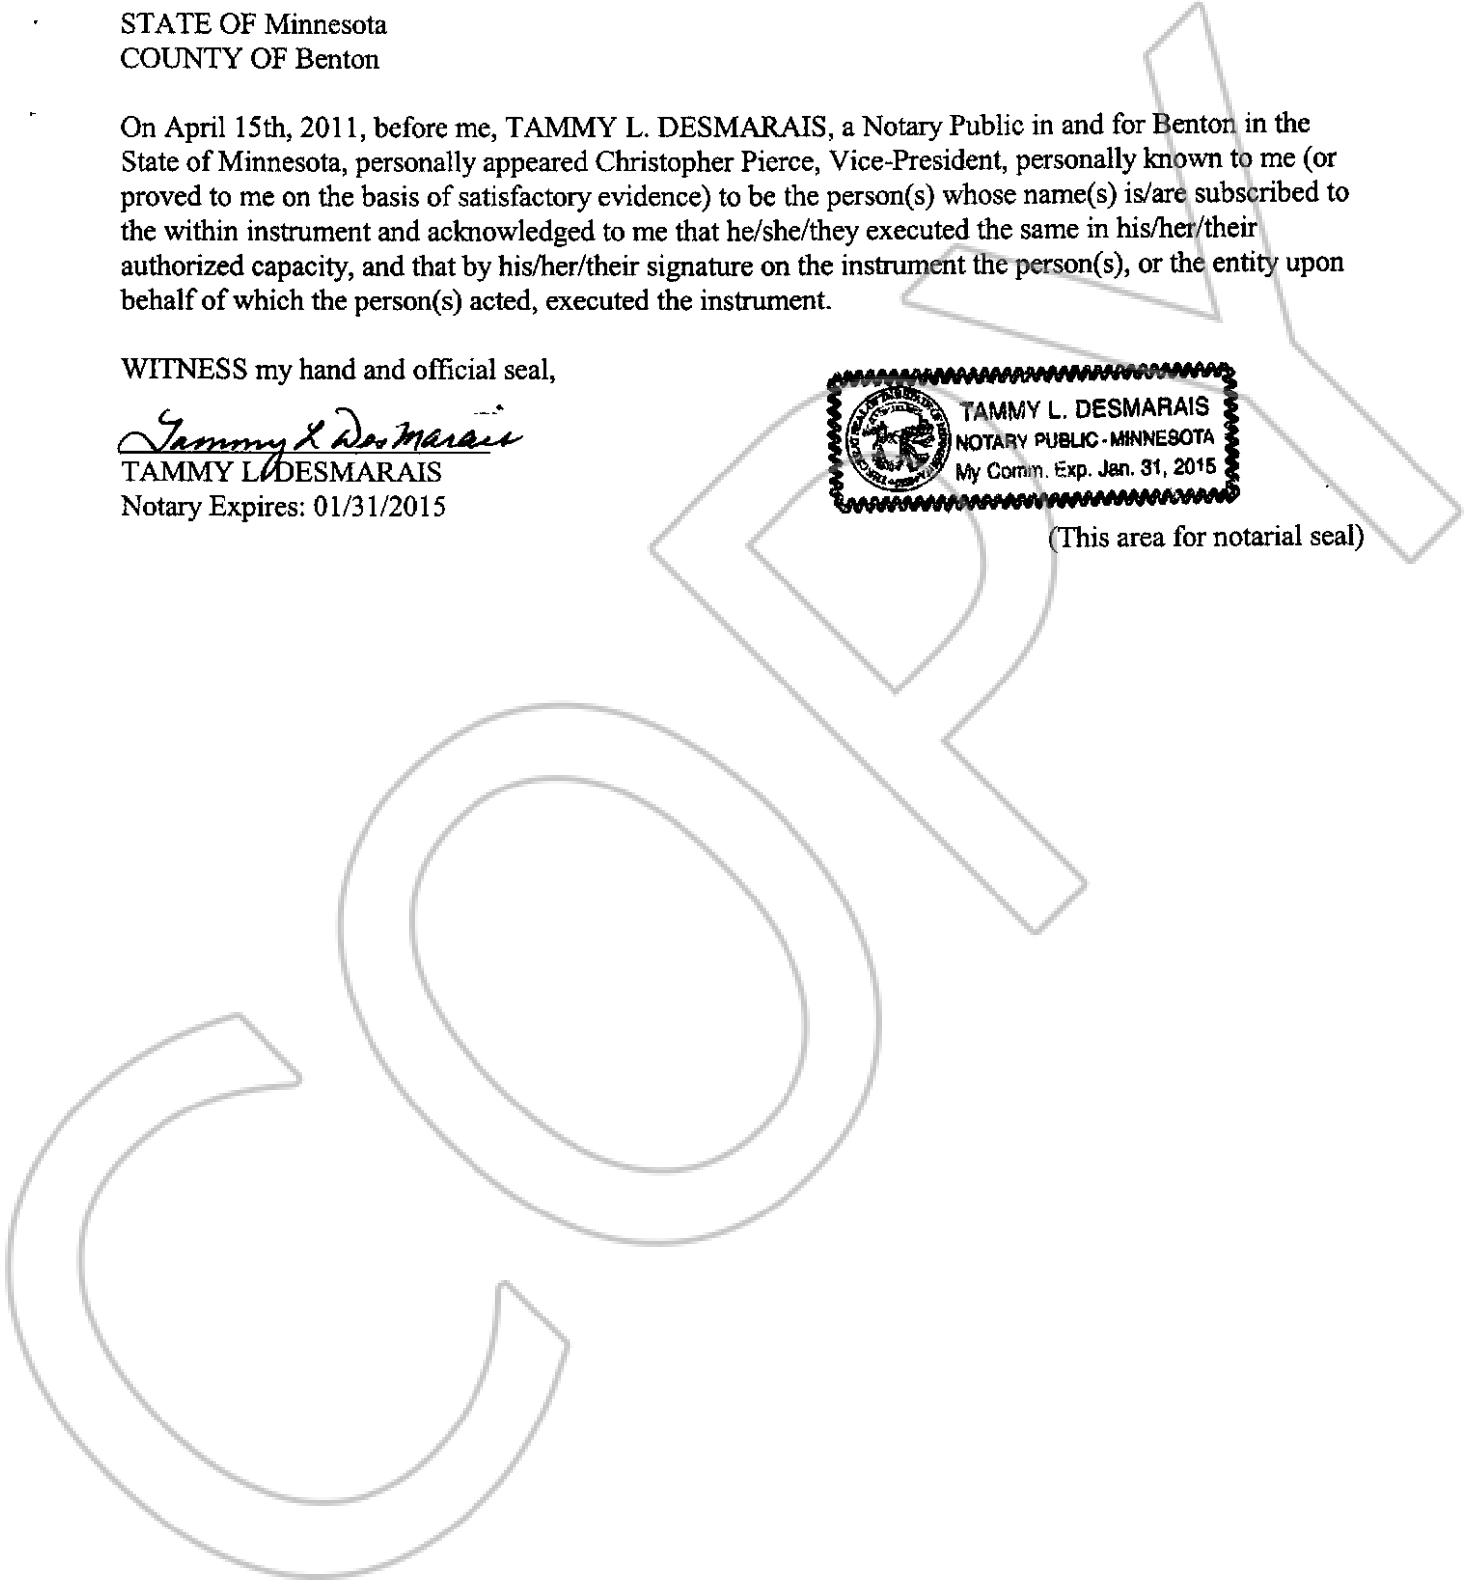 STATE OF Minnesota
COUNTY OF Benton
On April 15th, 2011, before me, TAMMY L. DESMARAIS, a Notary Public in and for Benton in the
State of Minnesota, personally appeared Christopher Pierce, Vice-President, personally known to me (or
proved to me on the basis of satisfactory evidence) to be the person(s) whose name(s) is/are subscribed to
the within instrument and acknowledged to me that he/she/they executed the same in his/her/their
authorized capacity, and that by his/her/their signature on the instrument the person(s), or the entity upon
behalf of which the person(s) acted, executed the instrument.
WITNESS my hand and official seal,
Tammy L DesMarais
TAMMY L DESMARAIS
Notary Expires: 01/31/2015
TAMMY L. DESMARAIS
NOTARY PUBLIC - MINNESOTA
My Comm. Exp. Jan. 31, 2015
(This area for notarial seal)
COPY